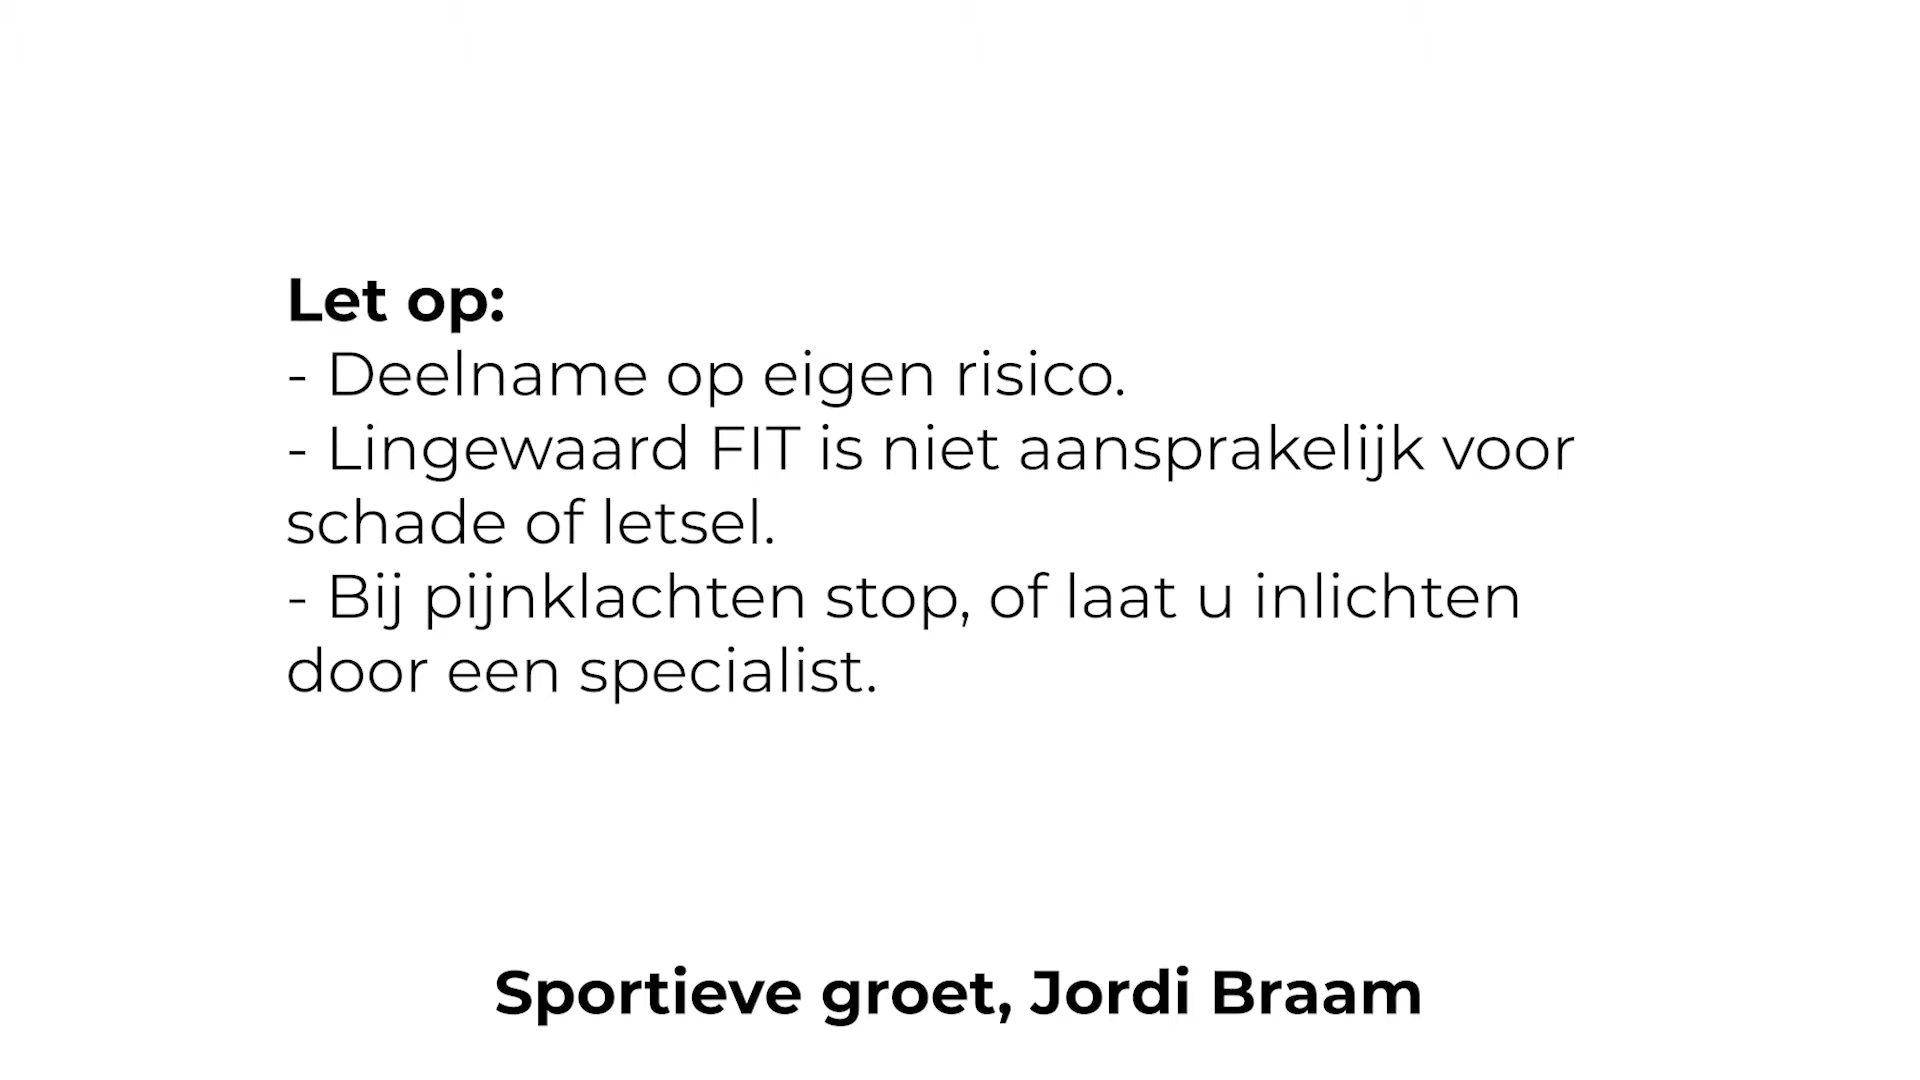 Let op:
- Deelname op eigen risico.
- Lingewaard FIT is niet aansprakelijk voor
schade of letsel.
- Bij pijnklachten stop, of laat u inlichten
door een specialist.
Sportieve groet, Jordi Braam